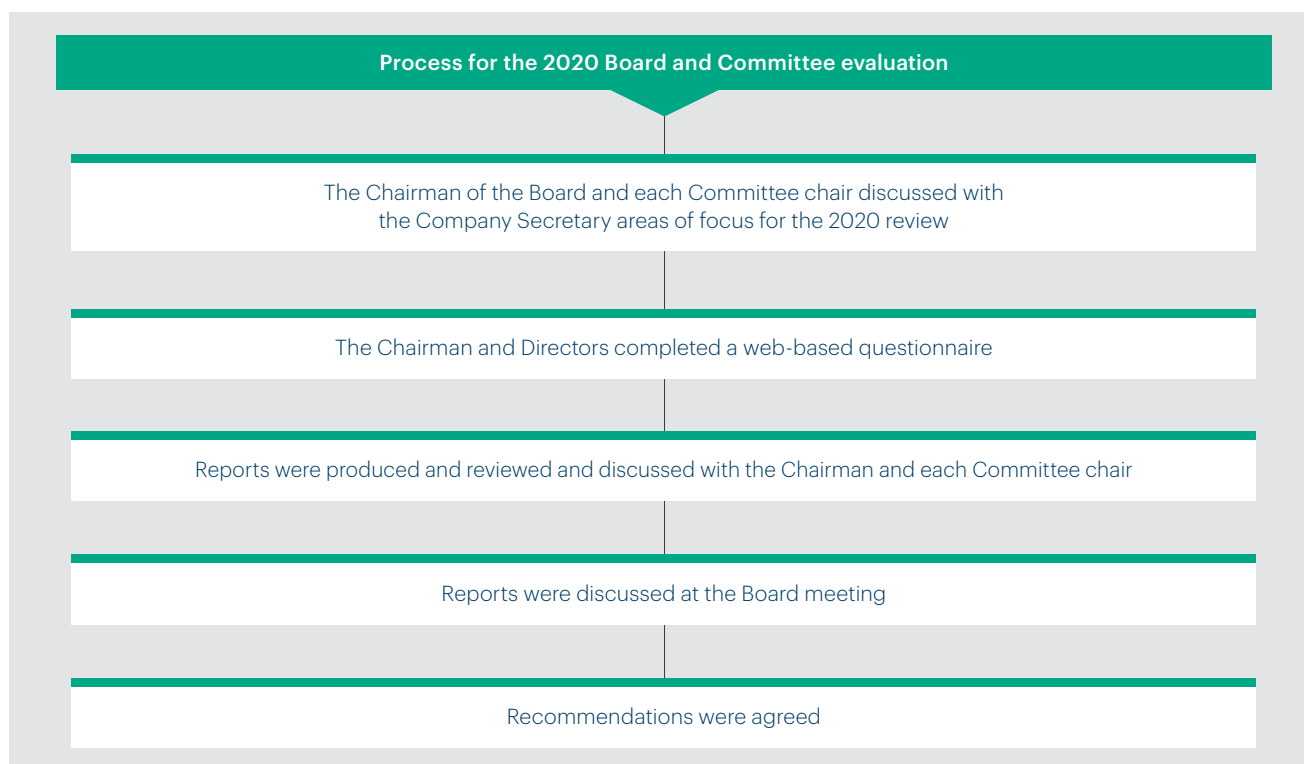 Process for the 2020 Board and Committee evaluation
The Chairman of the Board and each Committee chair discussed with
the Company Secretary areas of focus for the 2020 review
The Chairman and Directors completed a web-based questionnaire
Reports were produced and reviewed and discussed with the Chairman and each Committee chair
Reports were discussed at the Board meeting
Recommendations were agreed